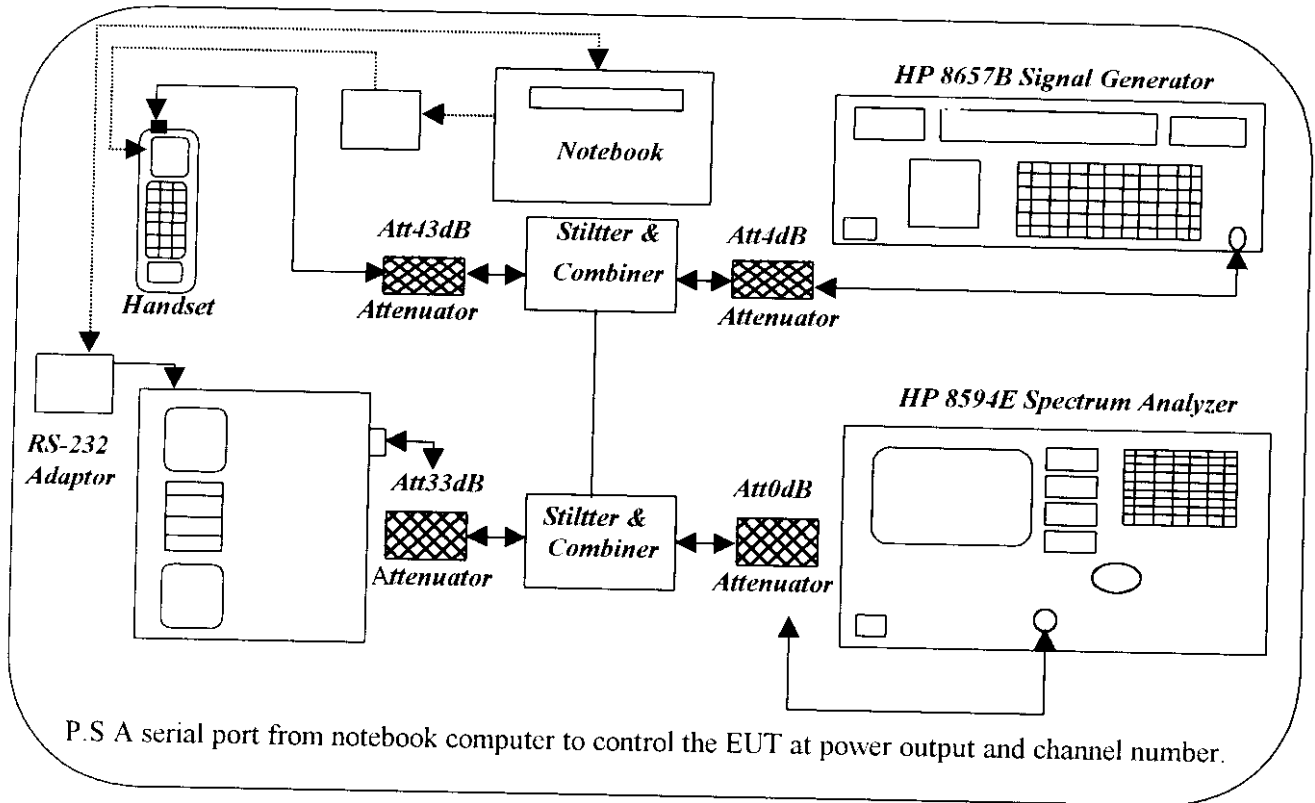 HP 8657B Signal Generator
Notebook
Att43dB
Stiltter &
Combiner
Att4dB
Attenuator
Attenuator
Handset
HP 8594E Spectrum Analyzer
RS-232
Adaptor
Att33dB
Stiltter &
Combiner
Att0dB
Attenuator
Attenuator
P.S A serial port from notebook computer to control the EUT at power output and channel number.